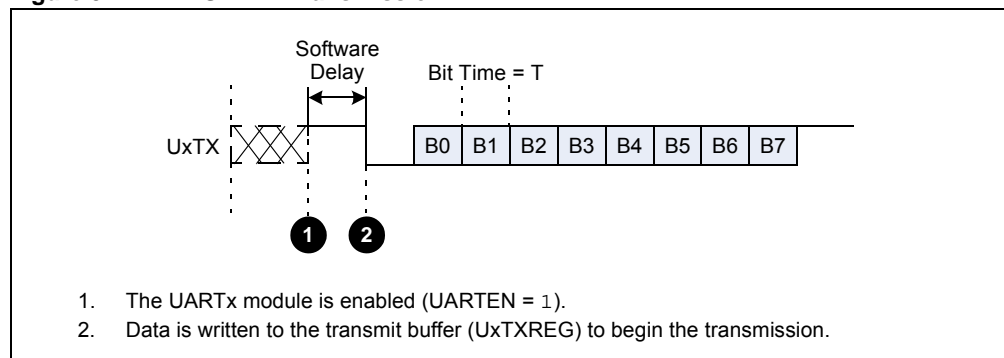 Software
Delay
Bit Time = T
UxTX
B0 B1 B2 B3 B4 B5 B6 B7
1 2
1. The UARTx module is enabled (UARTEN = 1).
2. Data is written to the transmit buffer (UxTXREG) to begin the transmission.